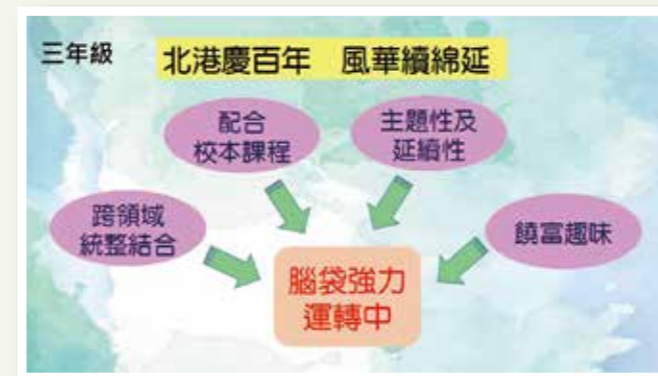 三年級
北港慶百年 風華續綿延
配合
校本課程
主題性及
延續性
跨領域
統整結合
饒富趣味
腦袋強力
運轉中